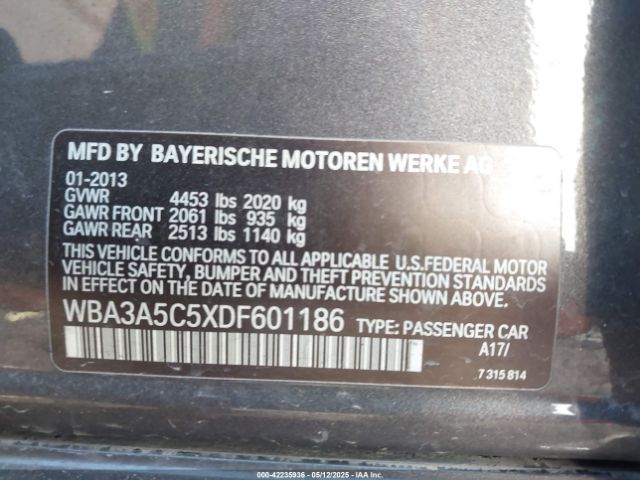 MFD BY BAYERISCHE MOTOREN WERKE AG
01-2013
GVWR 4453 lbs 2020 kg
GAWR FRONT 2061 lbs 935 kg
GAWR REAR 2513 lbs 1140 kg
THIS VEHICLE CONFORMS TO ALL APPLICABLE U.S.FEDERAL MOTOR
VEHICLE SAFETY, BUMPER AND THEFT PREVENTION STANDARDS
IN EFFECT ON THE DATE OF MANUFACTURE SHOWN ABOVE.
WBA3A5C5XDF601186 TYPE: PASSENGER CAR
A17/
7 315 814
000-42235936 - 05/12/2025 - IAAI.COM